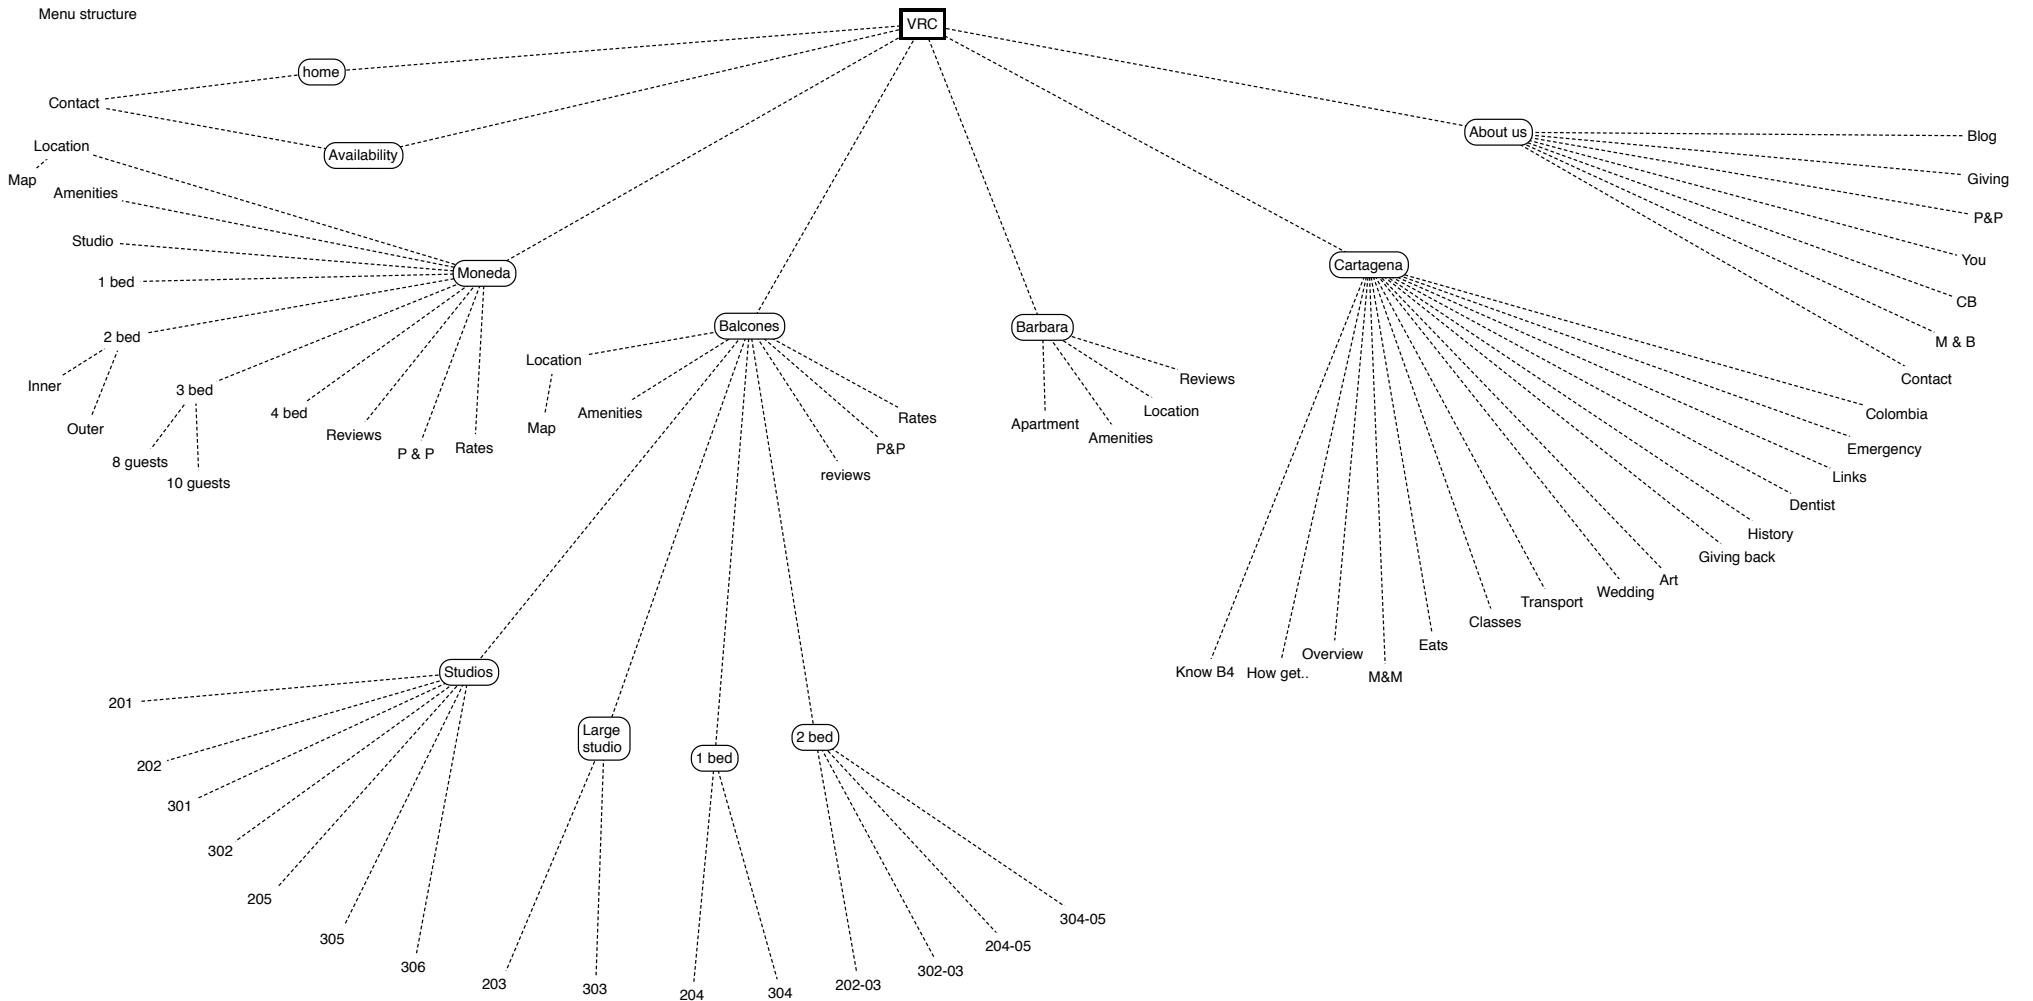 Menu structure
VRC
home
Contact
Availability
About us
Blog
Giving
P&P
You
CB
M & B
Contact
Location
Map
Amenities
Studio
1 bed
2 bed
Inner
Outer
3 bed
8 guests
10 guests
4 bed
Reviews
P & P
Rates
Moneda
Balcones
Location
Map
Amenities
reviews
P&P
Rates
Barbara
Apartment
Amenities
Location
Reviews
Cartagena
Colombia
Emergency
Links
Dentist
History
Giving back
Art
Wedding
Transport
Classes
Eats
M&M
Overview
How get..
Know B4
Studios
201
202
301
302
205
305
306
Large
studio
203
303
1 bed
204
304
2 bed
202-03
302-03
204-05
304-05